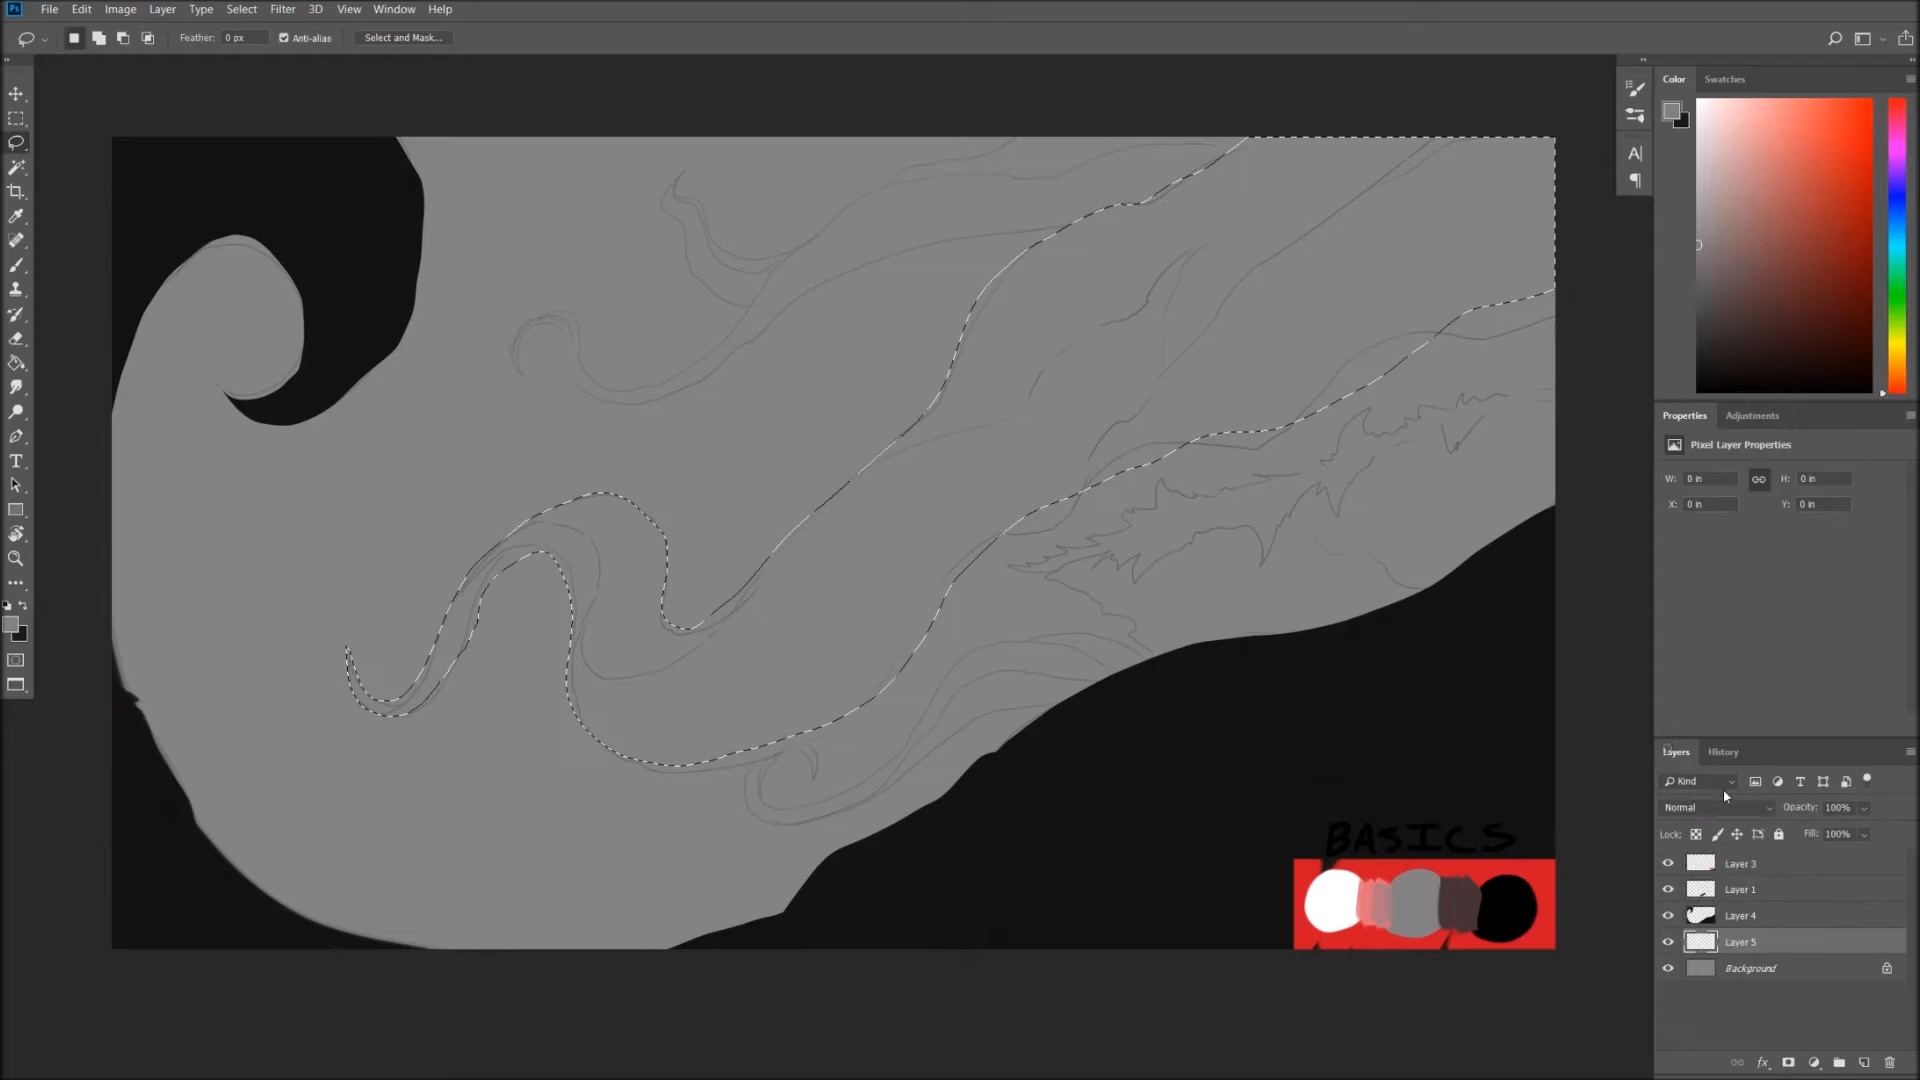 Ps File Edit Image Layer Type Select Filter 3D View Window Help
Feather: 0 px Anti-alias Select and Mask...
Color Swatches
Properties Adjustments
Pixel Layer Properties
W: 0 in H: 0 in
X: 0 in Y: 0 in
Layers History
Kind
Normal Opacity: 100%
Lock: Fill: 100%
Layer 3
Layer 1
Layer 4
Layer 5
Background
BASICS